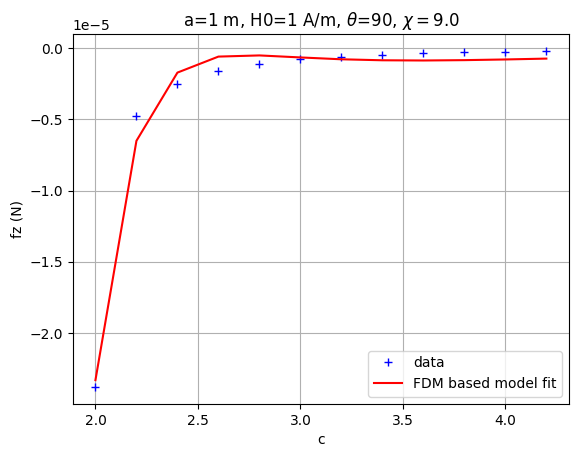 a=1 m, H0=1 A/m, θ=90, χ = 9.0
1e−5
0.0
−0.5
−1.0
−1.5
−2.0
fz (N)
data
FDM based model fit
2.0 2.5 3.0 3.5 4.0
c